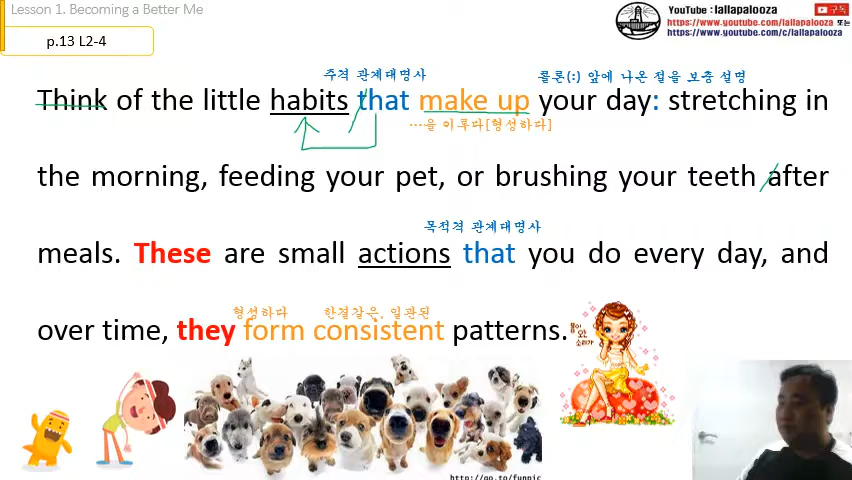 Lesson 1. Becoming a Better Me
YouTube : lallapalooza
구독
https://www.youtube.com/lallapalooza 또는
https://www.youtube.com/c/lallapalooza
p.13 L2-4
주격 관계대명사
콜론(:) 앞에 나온 절을 보충 설명
Think of the little habits that make up your day: stretching in
…을 이루다[형성하다]
the morning, feeding your pet, or brushing your teeth after
목적격 관계대명사
meals. These are small actions that you do every day, and
형성하다 한결같은, 일관된
over time, they form consistent patterns.
http://go.to/funpic